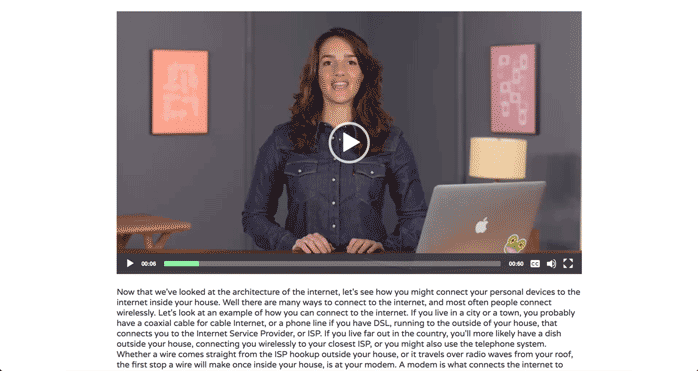 00:06
00:60
CC
Now that we've looked at the architecture of the internet, let's see how you might connect your personal devices to the
internet inside your house. Well there are many ways to connect to the internet, and most often people connect
wirelessly. Let's look at an example of how you can connect to the internet. If you live in a city or a town, you probably
have a coaxial cable for cable Internet, or a phone line if you have DSL, running to the outside of your house, that
connects you to the Internet Service Provider, or ISP. If you live far out in the country, you'll more likely have a dish
outside your house, connecting you wirelessly to your closest ISP, or you might also use the telephone system.
Whether a wire comes straight from the ISP hookup outside your house, or it travels over radio waves from your roof,
the first stop a wire will make once inside your house, is at your modem. A modem is what connects the internet to